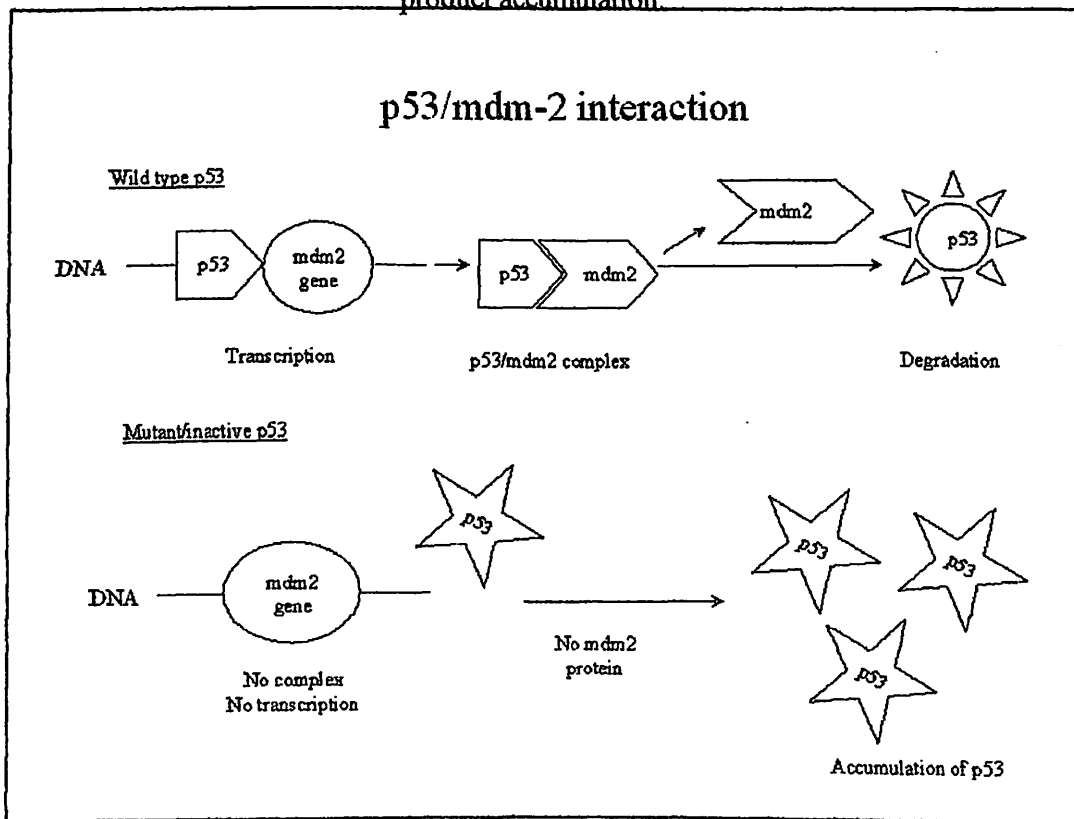 product accumulation.
p53/mdm-2 interaction
Wild type p53
DNA
p53
mdm2
gene
p53
mdm2
mdm2
p53
Transcription
p53/mdm2 complex
Degradation
Mutant/inactive p53
DNA
mdm2
gene
p53
No complex
No transcription
No mdm2
protein
p53
p53
p53
Accumulation of p53